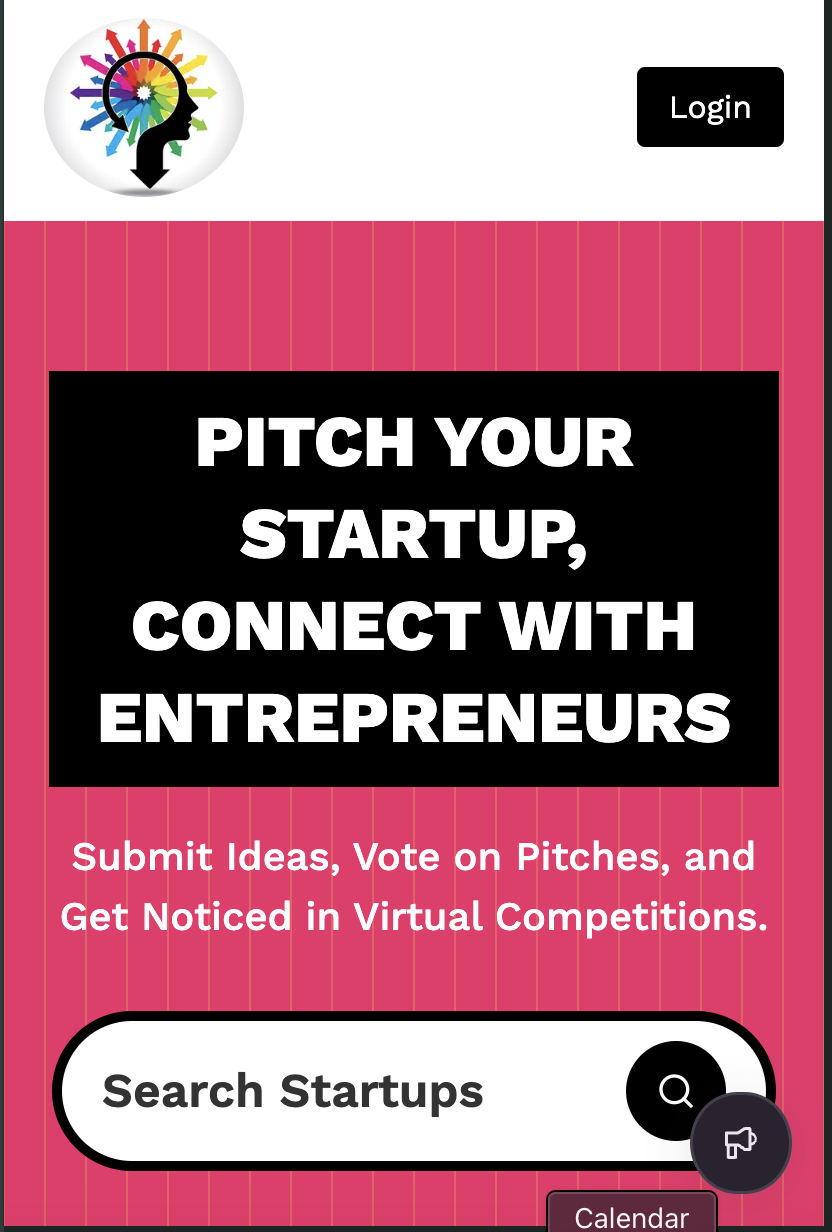 Login
PITCH YOUR
STARTUP,
CONNECT WITH
ENTREPRENEURS
Submit Ideas, Vote on Pitches, and
Get Noticed in Virtual Competitions.
Search Startups
Calendar